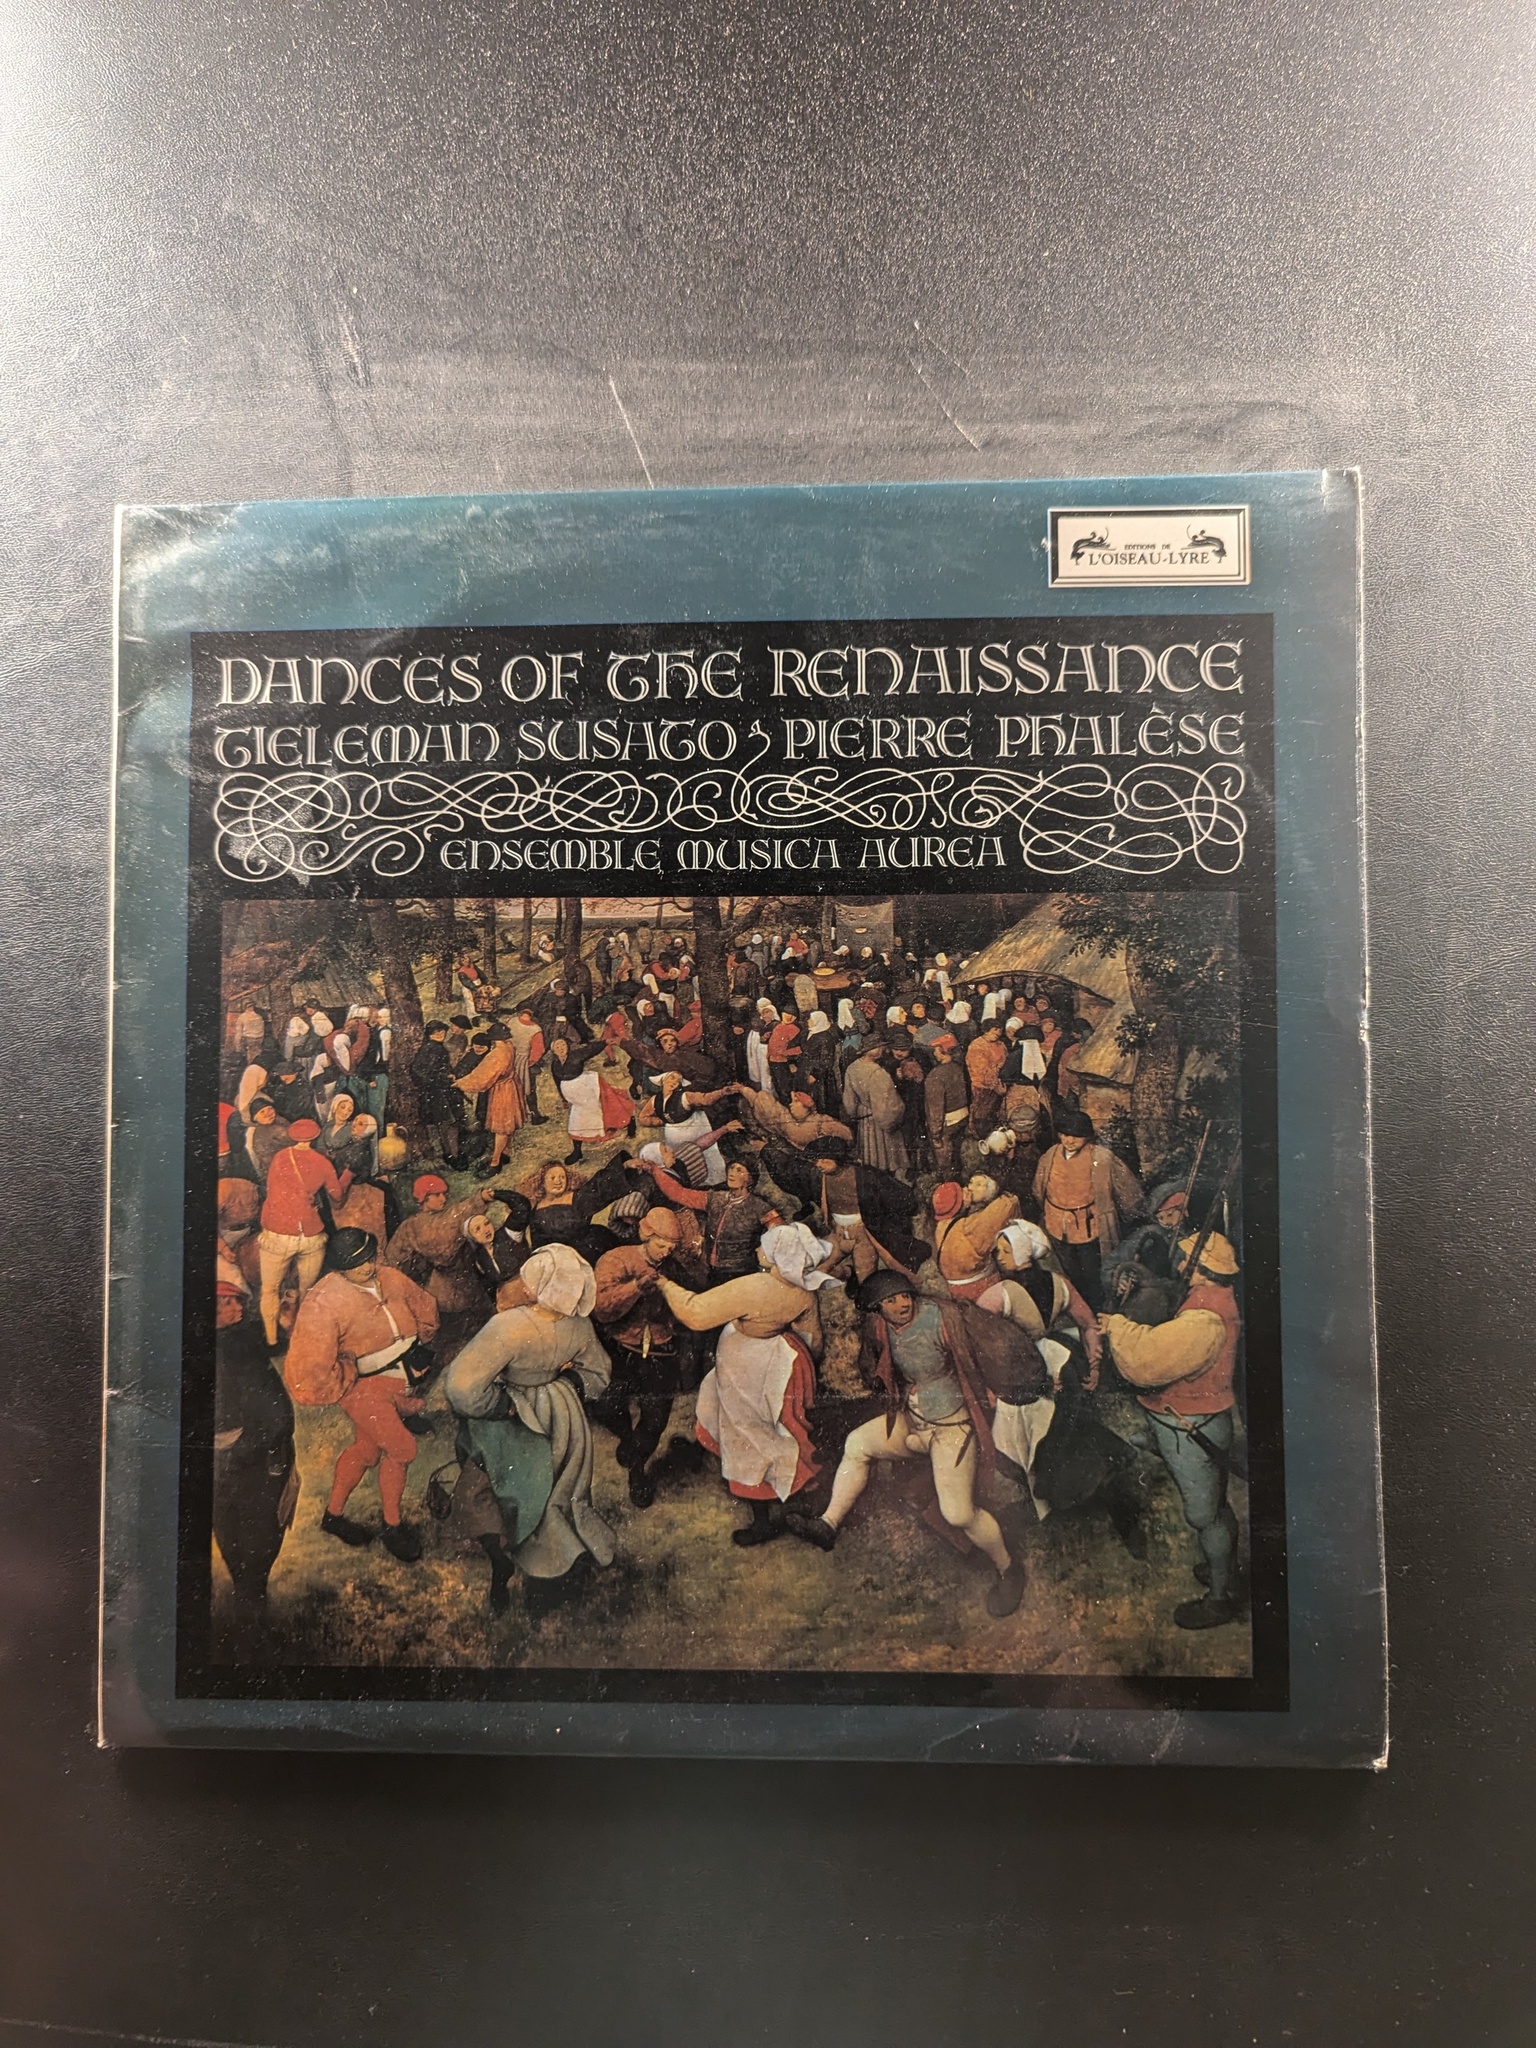 EDITIONS DE
L'OISEAU-LYRE
DANCES OF THE RENAISSANCE
TIELEMAN SUSATO & PIERRE PHALÈSE
ENSEMBLE MUSICA AUREA